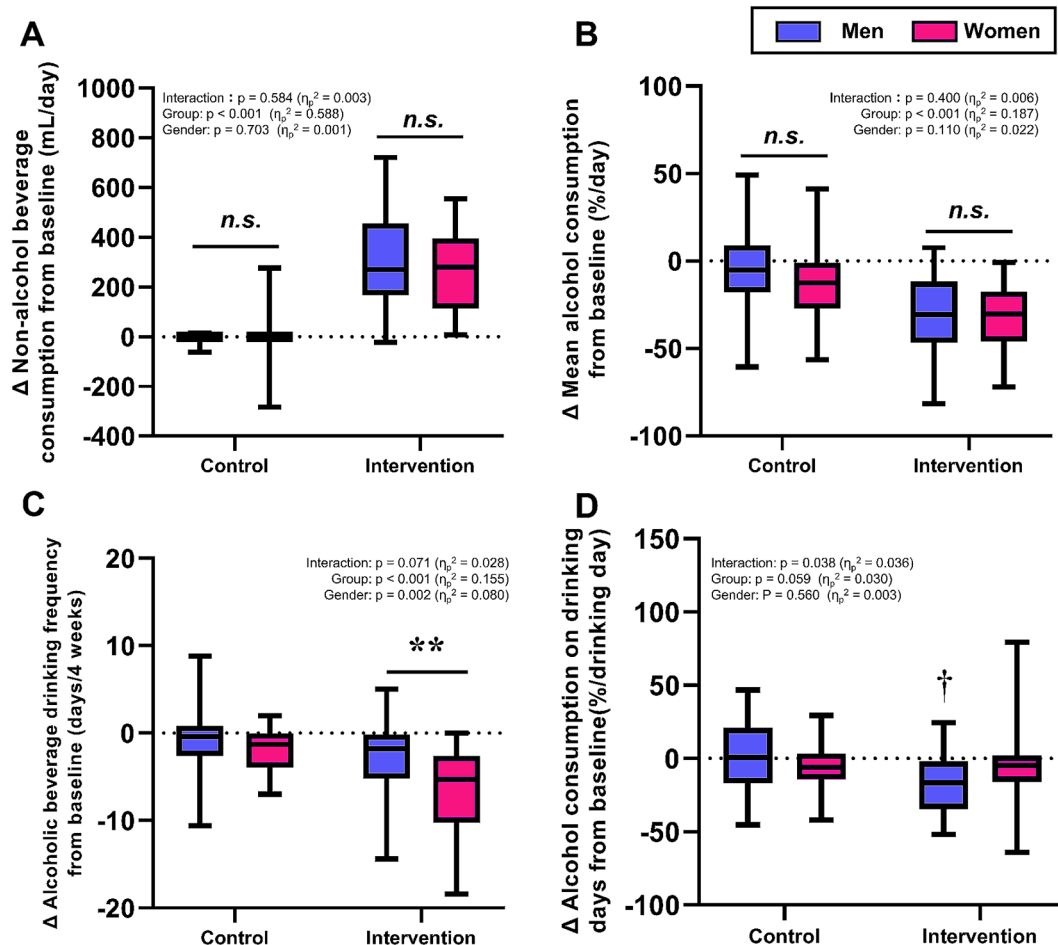 Men Women
A
Δ Non-alcohol beverage
consumption from baseline (mL/day)
1000
800
600
400
200
0
-200
-400
Interaction : p = 0.584 (ηp² = 0.003)
Group: p < 0.001 (ηp² = 0.588)
Gender: p = 0.703 (ηp² = 0.001)
n.s.
n.s.
Control Intervention
B
Δ Mean alcohol consumption
from baseline (%/day)
100
50
0
-50
-100
Interaction : p = 0.400 (ηp² = 0.006)
Group: p < 0.001 (ηp² = 0.187)
Gender: p = 0.110 (ηp² = 0.022)
n.s.
n.s.
Control Intervention
C
Δ Alcoholic beverage drinking frequency
from baseline (days/4 weeks)
20
10
0
-10
-20
Interaction: p = 0.071 (ηp² = 0.028)
Group: p < 0.001 (ηp² = 0.155)
Gender: p = 0.002 (ηp² = 0.080)
**
Control Intervention
D
Δ Alcohol consumption on drinking
days from baseline(%/drinking day)
150
100
50
0
-50
-100
Interaction: p = 0.038 (ηp² = 0.036)
Group: p = 0.059 (ηp² = 0.030)
Gender: P = 0.560 (ηp² = 0.003)
†
Control Intervention